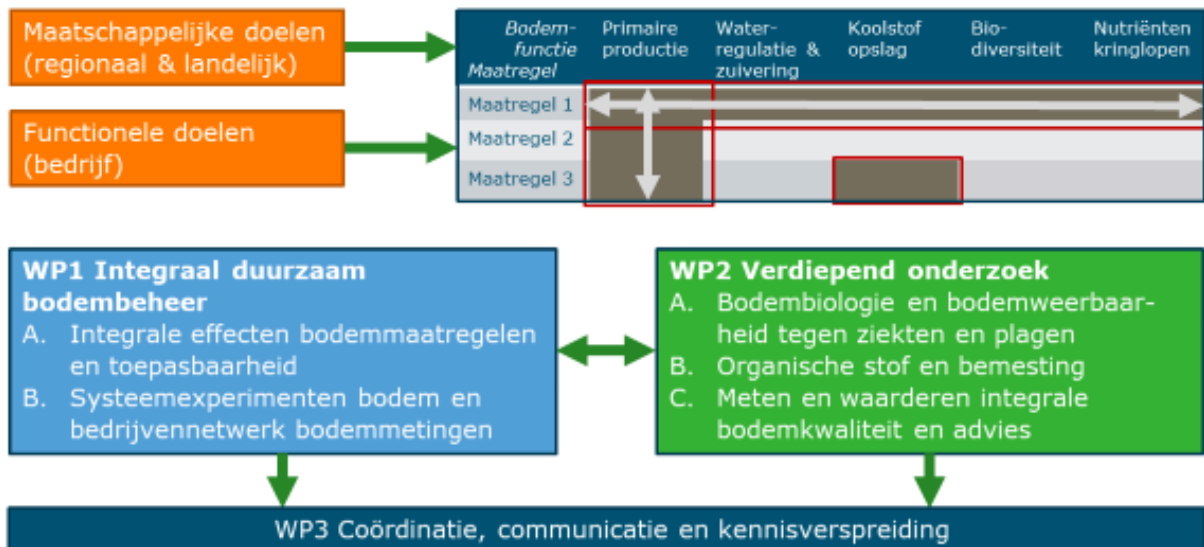 Maatschappelijke doelen
(regionaal & landelijk)
Functionele doelen
(bedrijf)
Bodem-
functie
Maatregel
Primaire
productie
Water-
regulatie &
zuivering
Koolstof
opslag
Bio-
diversiteit
Nutriënten
kringlopen
Maatregel 1
Maatregel 2
Maatregel 3
WP1 Integraal duurzaam
bodembeheer
A. Integrale effecten bodemmaatregelen
en toepasbaarheid
B. Systeemexperimenten bodem en
bedrijvennetwerk bodemmetingen
WP2 Verdiepend onderzoek
A. Bodembiologie en bodemweerbaar-
heid tegen ziekten en plagen
B. Organische stof en bemesting
C. Meten en waarderen integrale
bodemkwaliteit en advies
WP3 Coördinatie, communicatie en kennisverspreiding